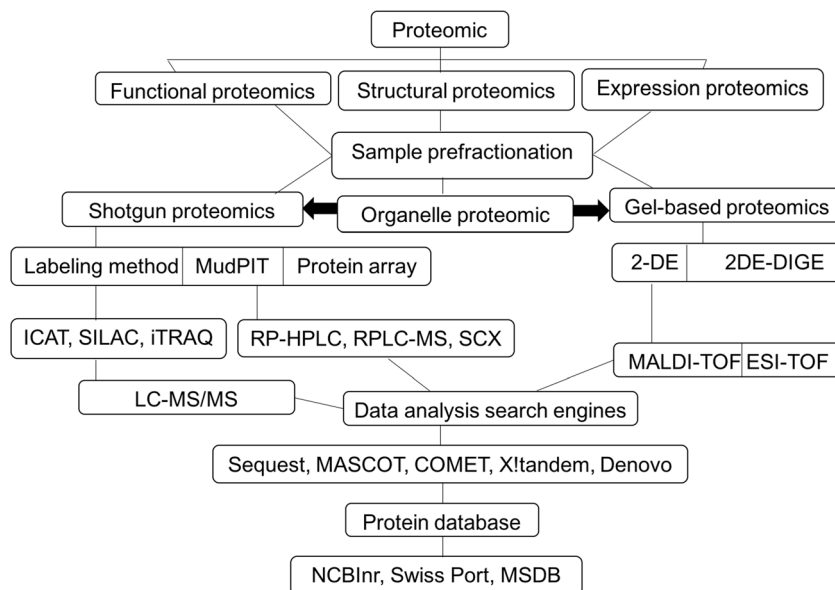 Proteomic
Functional proteomics
Structural proteomics
Expression proteomics
Sample prefractionation
Shotgun proteomics
Organelle proteomic
Gel-based proteomics
Labeling method
MudPIT
Protein array
2-DE
2DE-DIGE
ICAT, SILAC, iTRAQ
RP-HPLC, RPLC-MS, SCX
MALDI-TOF
ESI-TOF
LC-MS/MS
Data analysis search engines
Sequest, MASCOT, COMET, X!tandem, Denovo
Protein database
NCBInr, Swiss Port, MSDB